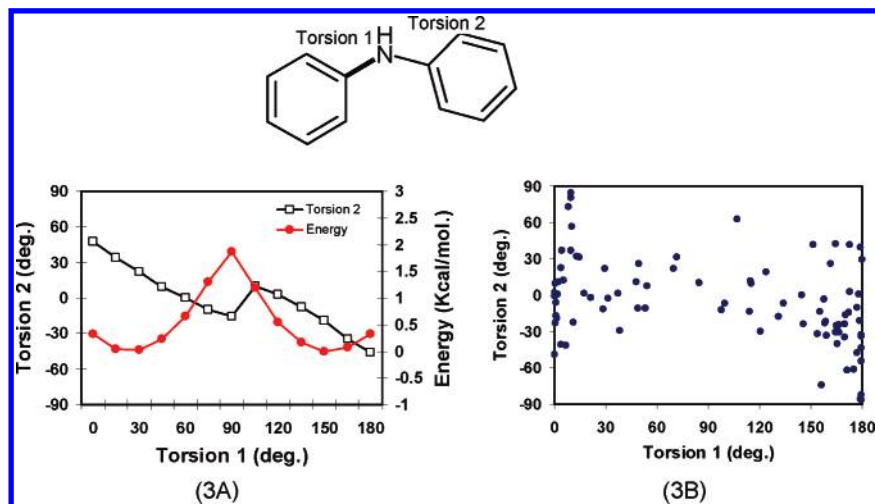 H
Torsion 1 N Torsion 2
90
60
30
0
-30
-60
-90
Torsion 2 (deg.)
Torsion 2
Energy
3
2.5
2
1.5
1
0.5
0
-0.5
-1
Energy (Kcal/mol.)
0 30 60 90 120 150 180
Torsion 1 (deg.)
(3A)
90
60
30
0
-30
-60
-90
Torsion 2 (deg.)
0 30 60 90 120 150 180
Torsion 1 (deg.)
(3B)